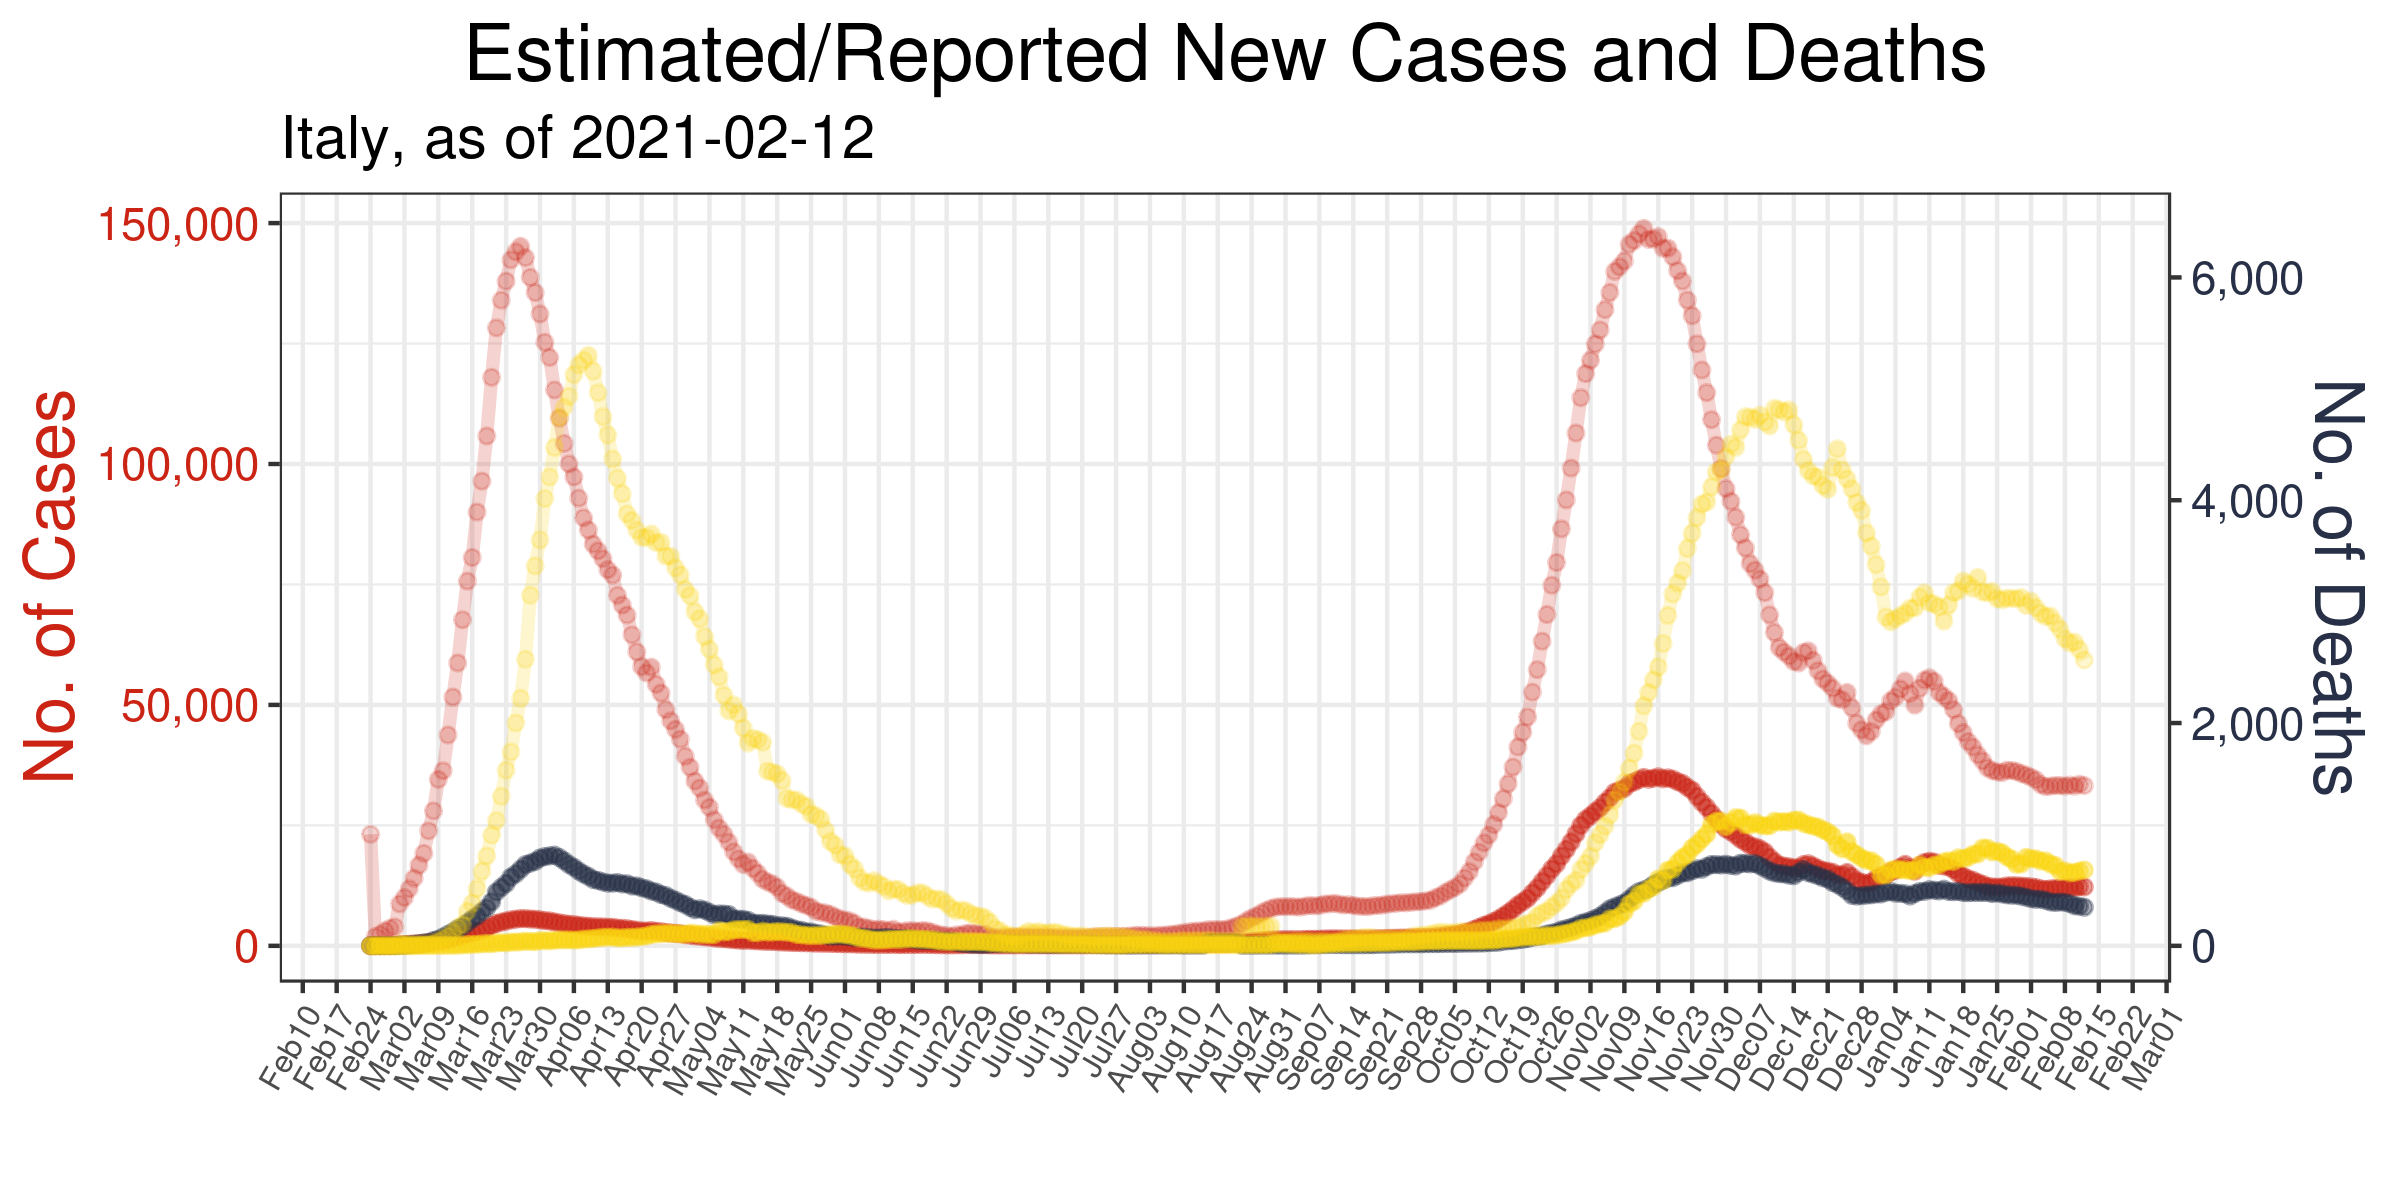 Estimated/Reported New Cases and Deaths
Italy, as of 2021-02-12
No. of Cases
150,000
100,000
50,000
0
6,000
4,000
2,000
0
No. of Deaths
Feb10
Feb17
Feb24
Mar02
Mar09
Mar16
Mar23
Mar30
Apr06
Apr13
Apr20
Apr27
May04
May11
May18
May25
Jun01
Jun08
Jun15
Jun22
Jun29
Jul06
Jul13
Jul20
Jul27
Aug03
Aug10
Aug17
Aug24
Aug31
Sep07
Sep14
Sep21
Sep28
Oct05
Oct12
Oct19
Oct26
Nov02
Nov09
Nov16
Nov23
Nov30
Dec07
Dec14
Dec21
Dec28
Jan04
Jan11
Jan18
Jan25
Feb01
Feb08
Feb15
Feb22
Mar01